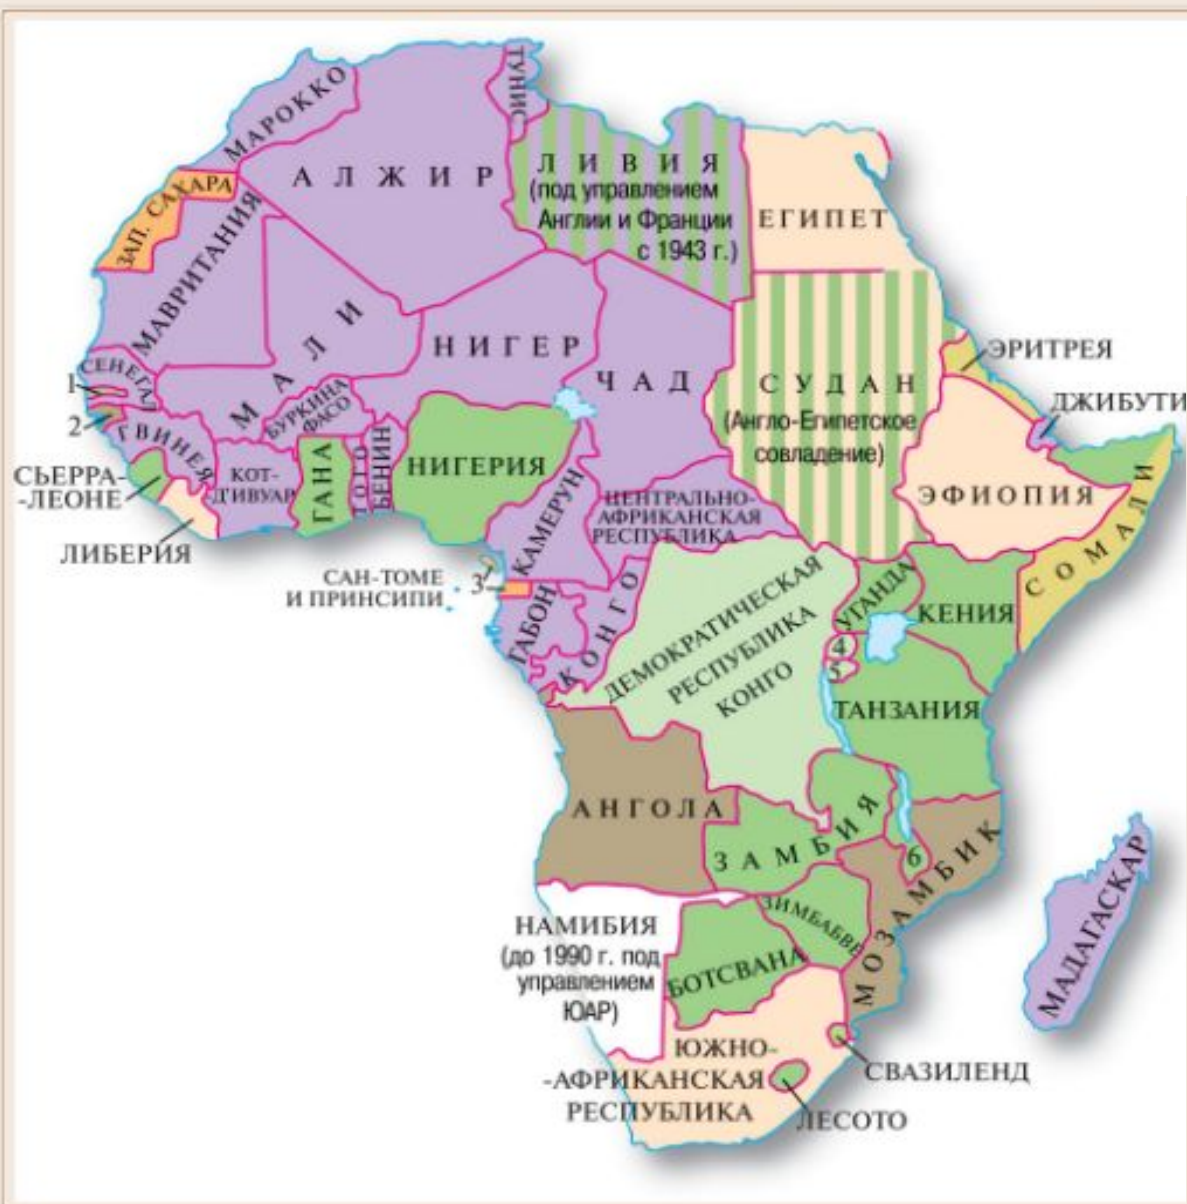 МАРОККО
ТУНИС
АЛЖИР
ЛИВИЯ
(под управлением
Англии и Франции
с 1943 г.)
ЕГИПЕТ
ЗАП. САХАРА
МАВРИТАНИЯ
МАЛИ
НИГЕР
ЧАД
СУДАН
(Англо-Египетское
совладение)
ЭРИТРЕЯ
ДЖИБУТИ
СЕНЕГАЛ
1
2
ГВИНЕЯ
БУРКИНА
ФАСО
СЬЕРРА-
-ЛЕОНЕ
ЛИБЕРИЯ
КОТ-
Д'ИВУАР
ГАНА
ТОГО
БЕНИН
НИГЕРИЯ
КАМЕРУН
ЦЕНТРАЛЬНО-
АФРИКАНСКАЯ
РЕСПУБЛИКА
ЭФИОПИЯ
СОМАЛИ
САН-ТОМЕ
И ПРИНСИПИ
3
ГАБОН
КОНГО
ДЕМОКРАТИЧЕСКАЯ
РЕСПУБЛИКА
КОНГО
УГАНДА
КЕНИЯ
4
5
ТАНЗАНИЯ
АНГОЛА
ЗАМБИЯ
6
МОЗАМБИК
МАДАГАСКАР
НАМИБИЯ
(до 1990 г. под
управлением
ЮАР)
ЗИМБАБВЕ
БОТСВАНА
ЮЖНО-
-АФРИКАНСКАЯ
РЕСПУБЛИКА
СВАЗИЛЕНД
ЛЕСОТО